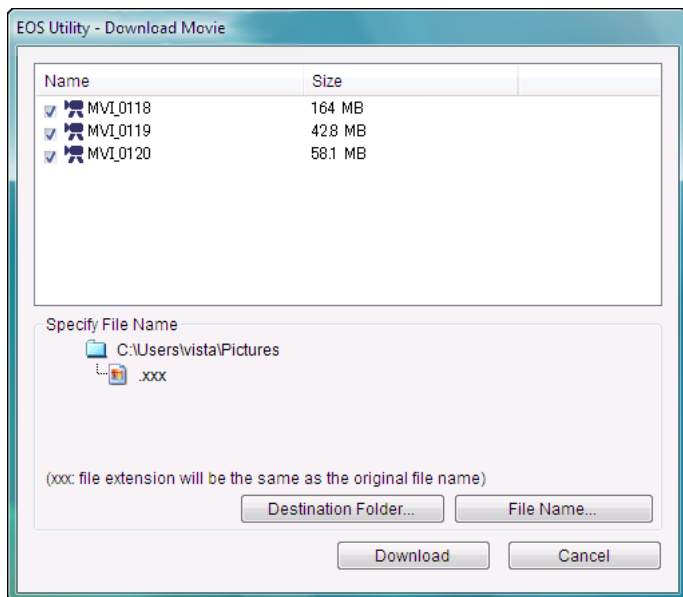 EOS Utility - Download Movie
Name Size
MVI_0118 164 MB
MVI_0119 42.8 MB
MVI_0120 58.1 MB
Specify File Name
C:\Users\vista\Pictures
.xxx
(xxx: file extension will be the same as the original file name)
Destination Folder... File Name...
Download Cancel